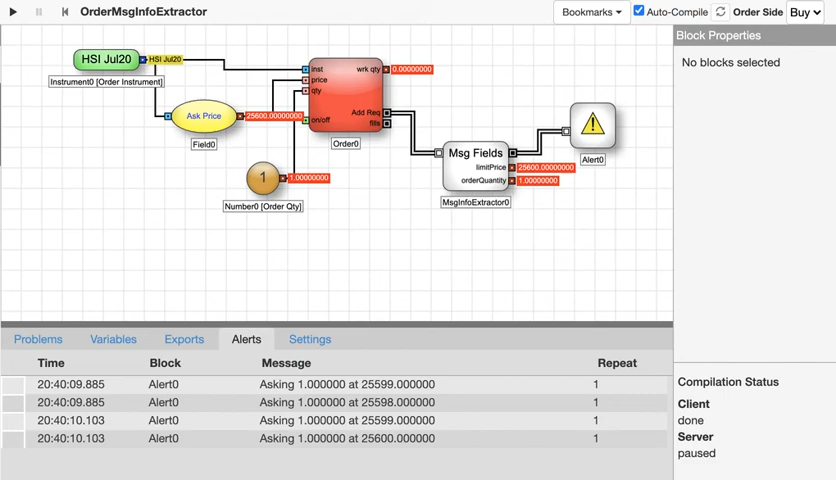 OrderMsgInfoExtractor
Bookmarks
Auto-Compile
Order Side
Buy
HSI Jul20
HSI Jul20
Instrument0 [Order Instrument]
Ask Price
25600.00000000
Field0
1
1.00000000
Number0 [Order Qty]
inst
price
qty
on/off
wrk qty
0.00000000
Add Req
fills
Order0
Msg Fields
limitPrice
25600.00000000
orderQuantity
1.00000000
MsgInfoExtractor0
Alert0
Block Properties
No blocks selected
Problems Variables Exports Alerts Settings
Time Block Message Repeat
20:40:09.885 Alert0 Asking 1.000000 at 25599.000000 1
20:40:09.885 Alert0 Asking 1.000000 at 25598.000000 1
20:40:10.103 Alert0 Asking 1.000000 at 25599.000000 1
20:40:10.103 Alert0 Asking 1.000000 at 25600.000000 1
Compilation Status
Client
done
Server
paused